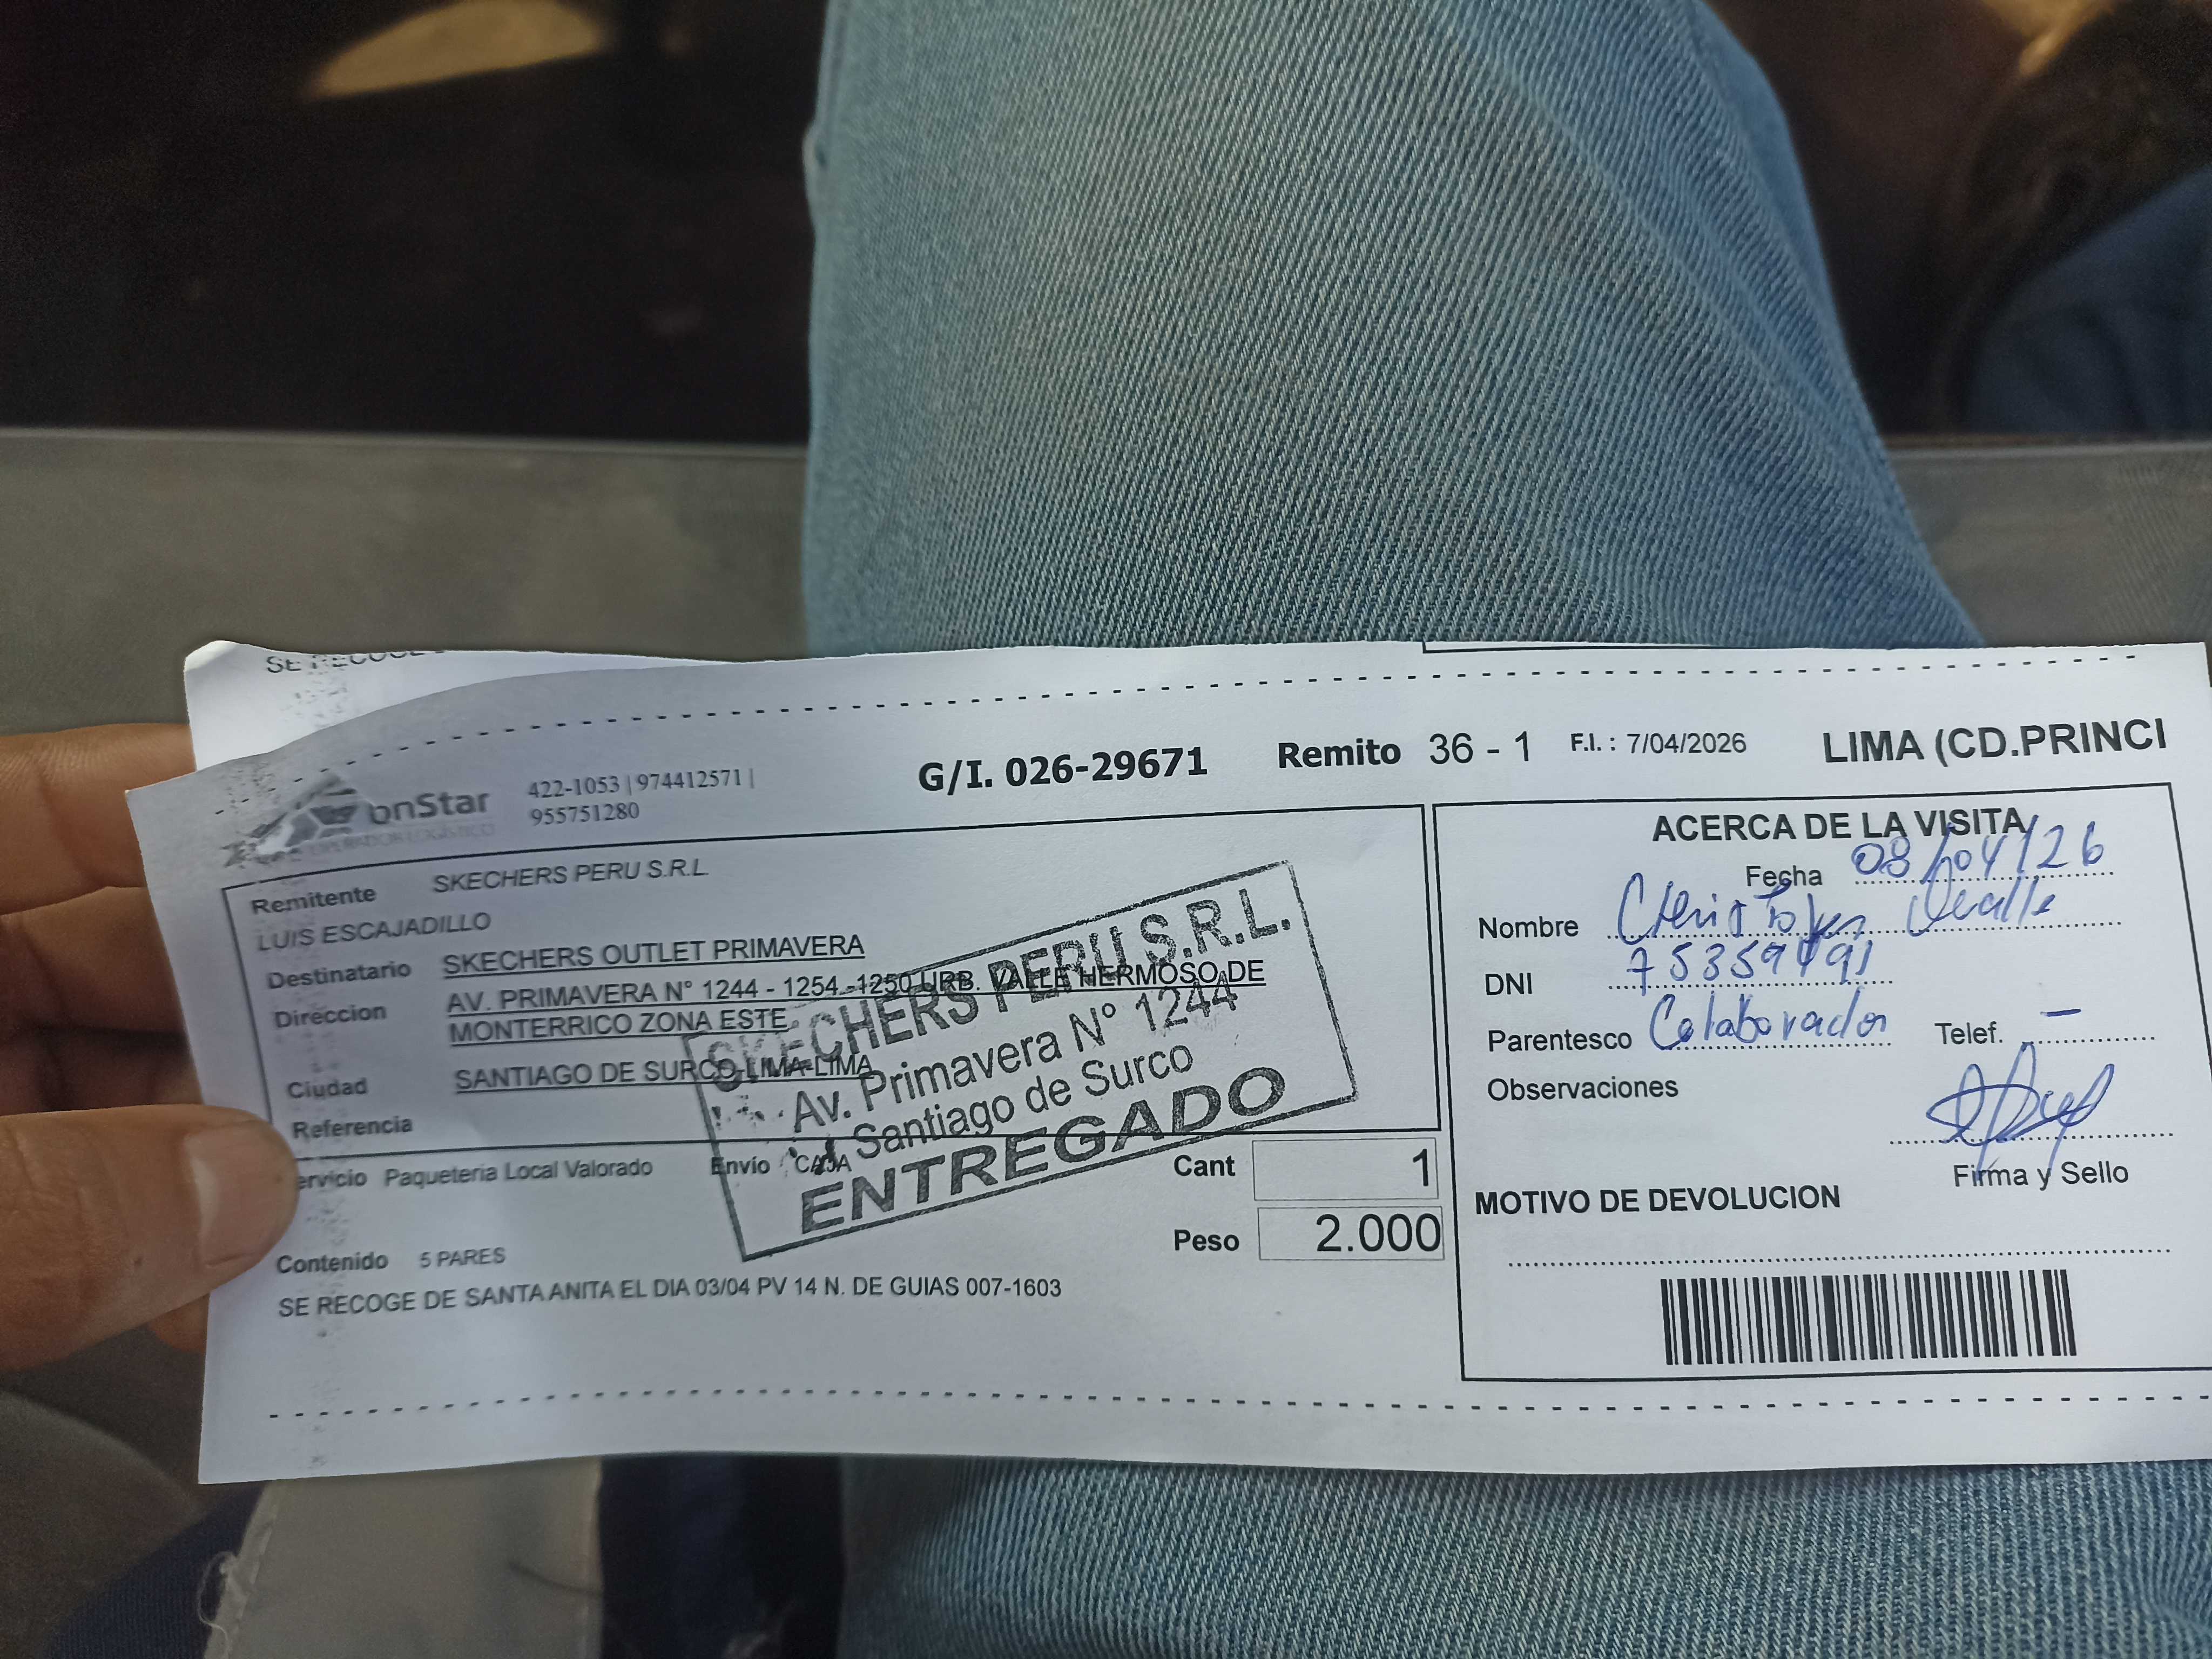 G/I. 026-29671 Remito 36 - 1 F.I. : 7/04/2026 LIMA (CD.PRINCI
onStar 422-1053 | 974412571 |
955751280
OPERADOR LOGÍSTICO
Remitente SKECHERS PERU S.R.L
LUIS ESCAJADILLO
Destinatario SKECHERS OUTLET PRIMAVERA
Direccion AV. PRIMAVERA N° 1244 - 1254 -1250 URB. VALLE HERMOSO DE
MONTERRICO ZONA ESTE
Ciudad SANTIAGO DE SURCO-LIMA-LIMA
Referencia
ervicio Paqueteria Local Valorado Envío CAJA Cant 1
Peso 2.000
Contenido 5 PARES
SE RECOGE DE SANTA ANITA EL DIA 03/04 PV 14 N. DE GUIAS 007-1603
SKECHERS PERU S.R.L.
Av. Primavera N° 1244
Santiago de Surco
ENTREGADO
ACERCA DE LA VISITA
Fecha 08/04/26
Nombre
DNI
Parentesco Colaborador Telef. -
Observaciones
Firma y Sello
MOTIVO DE DEVOLUCION